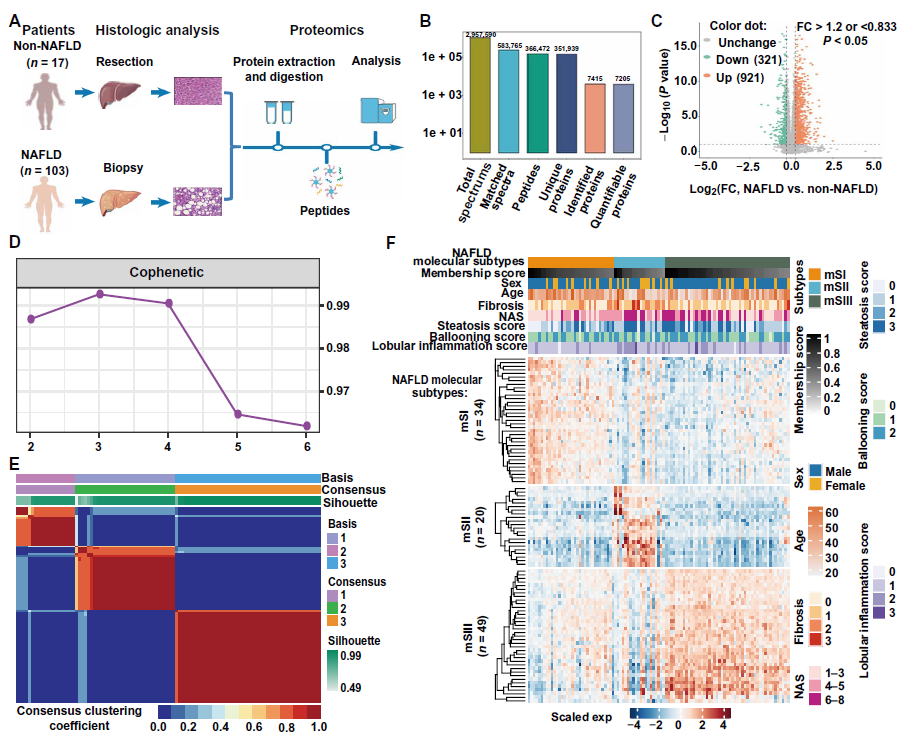 A
Patients
Histologic analysis
Proteomics
Non-NAFLD
(n = 17)
Resection
Protein extraction
and digestion
Analysis
NAFLD
(n = 103)
Biopsy
Peptides
B
2,957,590
583,765
366,472
351,939
7415
7205
1e + 05
1e + 03
1e + 01
Total
spectrums
Matched
spectra
Peptides
Unique
proteins
Identified
proteins
Quantifiable
proteins
C
Color dot:
FC > 1.2 or <0.833
P < 0.05
Unchange
Down (321)
Up (921)
−Log10 (P value)
15.0
10.0
5.0
0.0
−5.0
0.0
2.5
5.0
Log2(FC, NAFLD vs. non-NAFLD)
D
Cophenetic
0.99
0.98
0.97
2
3
4
5
6
E
Basis
Consensus
Sihouette
Basis
1
2
3
Consensus
1
2
3
Silhouette
0.99
0.49
Consensus clustering
coefficient
0.0
0.2
0.4
0.6
0.8
1.0
F
NAFLD
molecular subtypes
Membership score
Sex
Age
Fibrosis
NAS
Steatosis score
Ballooning score
Lobular inflammation score
NAFLD molecular
subtypes:
mSI
(n = 34)
mSII
(n = 20)
mSIII
(n = 49)
Scaled exp
−4
−2
0
2
4
Subtypes
mSI
mSII
mSIII
Membership score
1
0.8
0.6
0.4
0.2
0
Sex
Male
Female
Age
60
50
40
30
20
Fibrosis
0
1
2
3
NAS
1–3
4–5
6–8
Steatosis score
0
1
2
3
Ballooning score
0
1
2
Lobular inflammation score
0
1
2
3